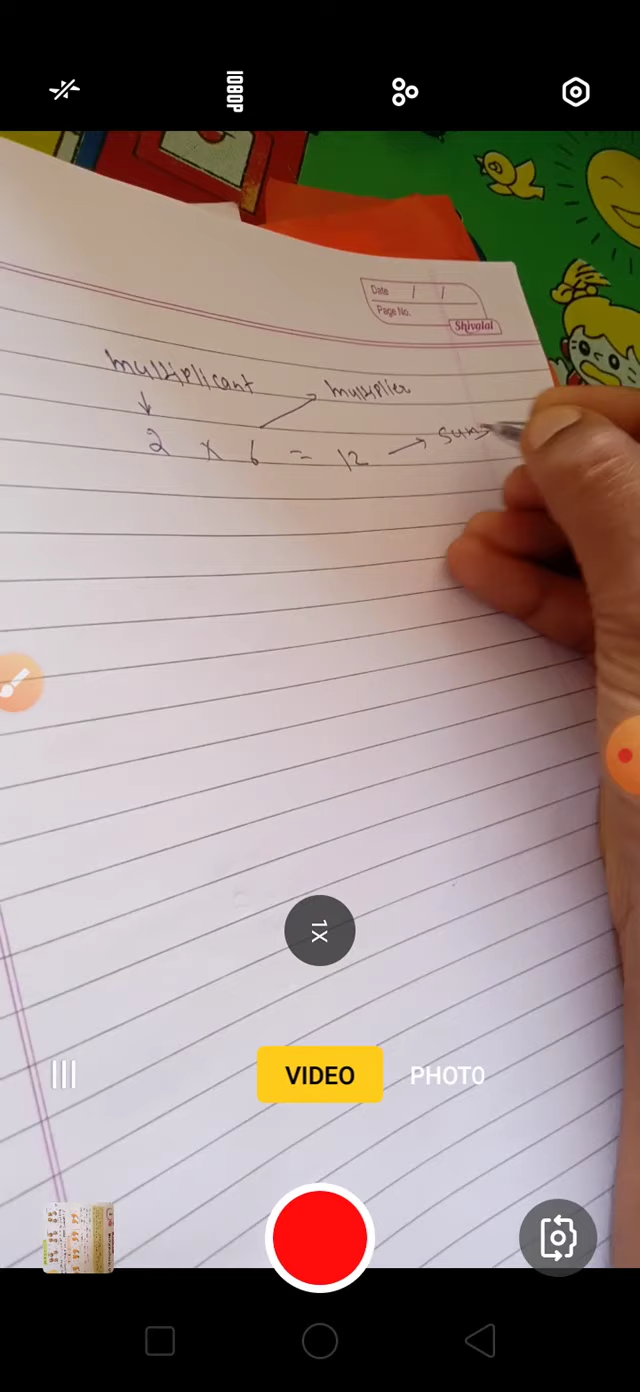 1080P
Date / /
Page No.
Shivalal
multiplicant
multiplier
2 x 6 = 12 → sum
1X
VIDEO PHOTO